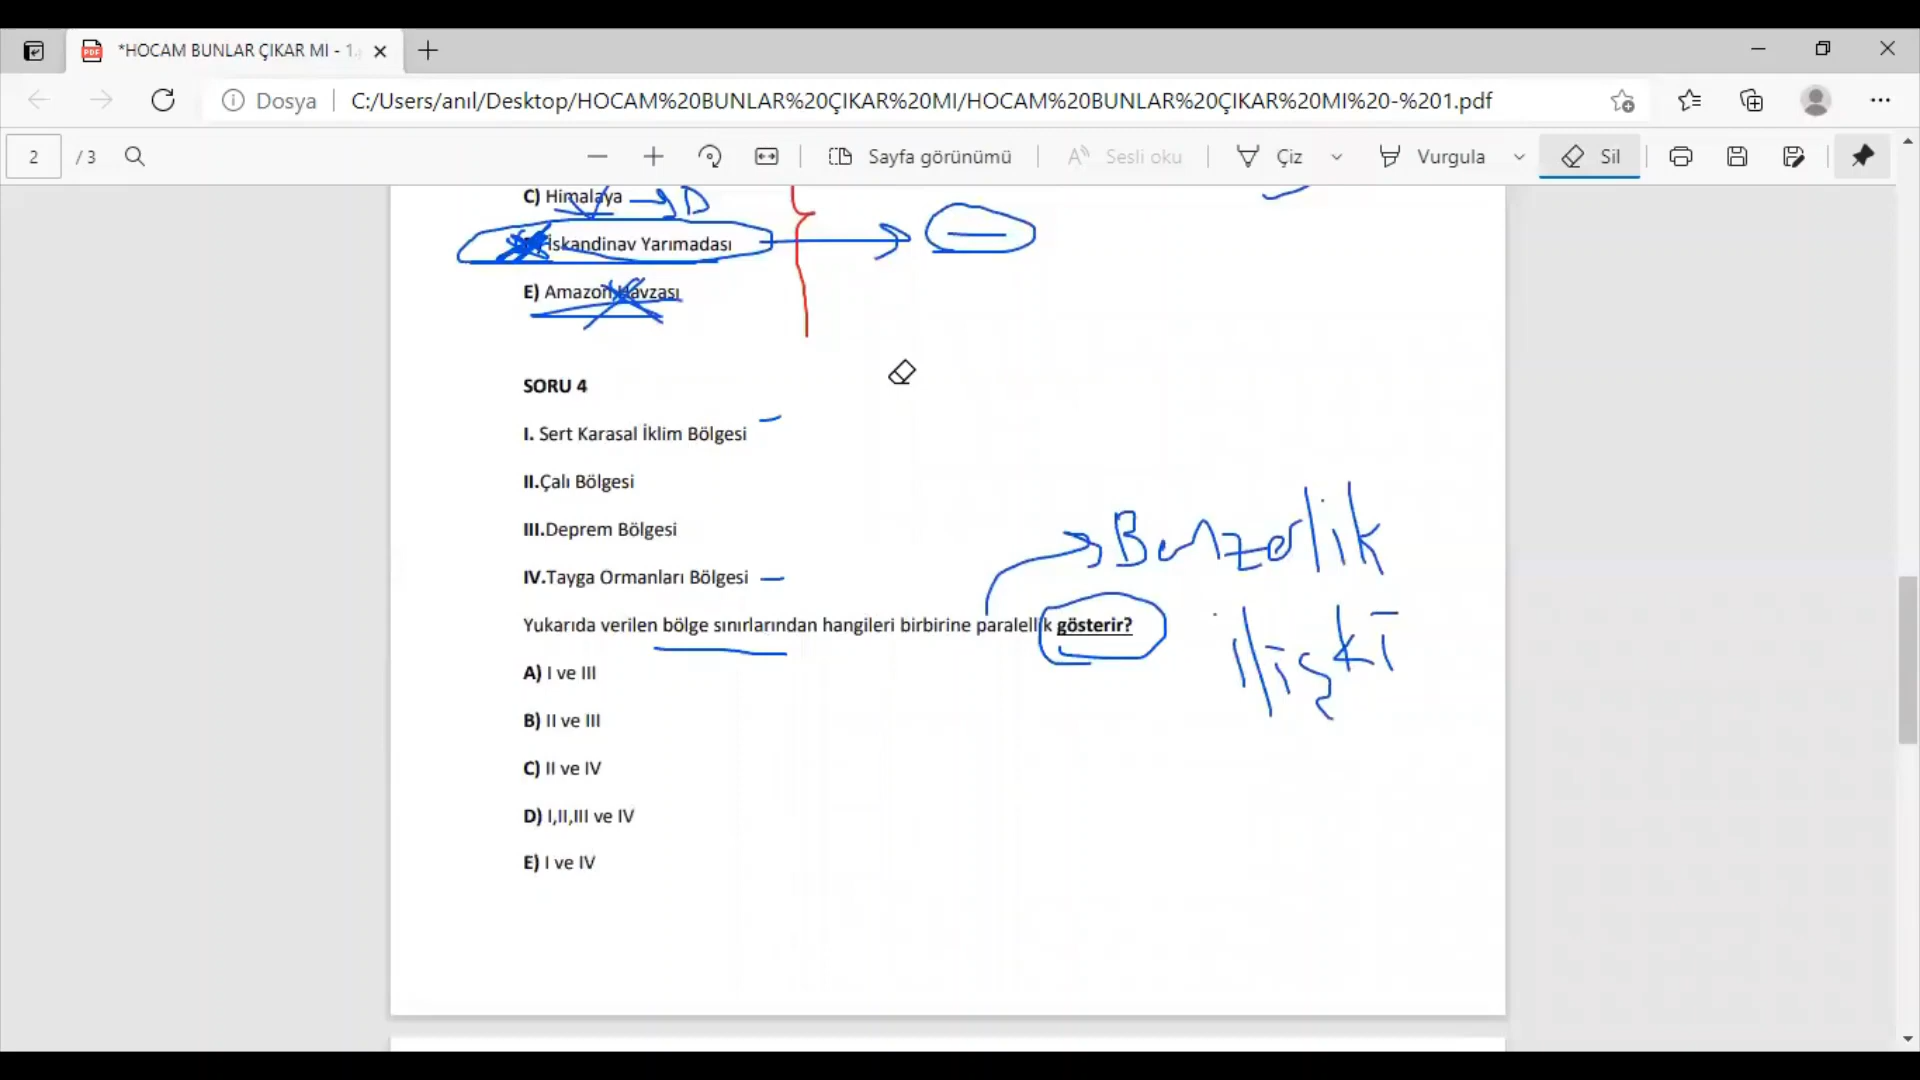 *HOCAM BUNLAR ÇIKAR MI - 1.
Dosya C:/Users/anıl/Desktop/HOCAM%20BUNLAR%20ÇIKAR%20MI/HOCAM%20BUNLAR%20ÇIKAR%20MI%20-%201.pdf
2 / 3 Sayfa görünümü Sesli oku Çiz Vurgula Sil
C) Himalaya D
İskandinav Yarımadası
E) Amazon Havzası
SORU 4
I. Sert Karasal İklim Bölgesi
II.Çalı Bölgesi
III.Deprem Bölgesi
Benzerlik
IV.Tayga Ormanları Bölgesi
Yukarıda verilen bölge sınırlarından hangileri birbirine paralellik gösterir?
ilişki
A) I ve III
B) II ve III
C) II ve IV
D) I,II,III ve IV
E) I ve IV